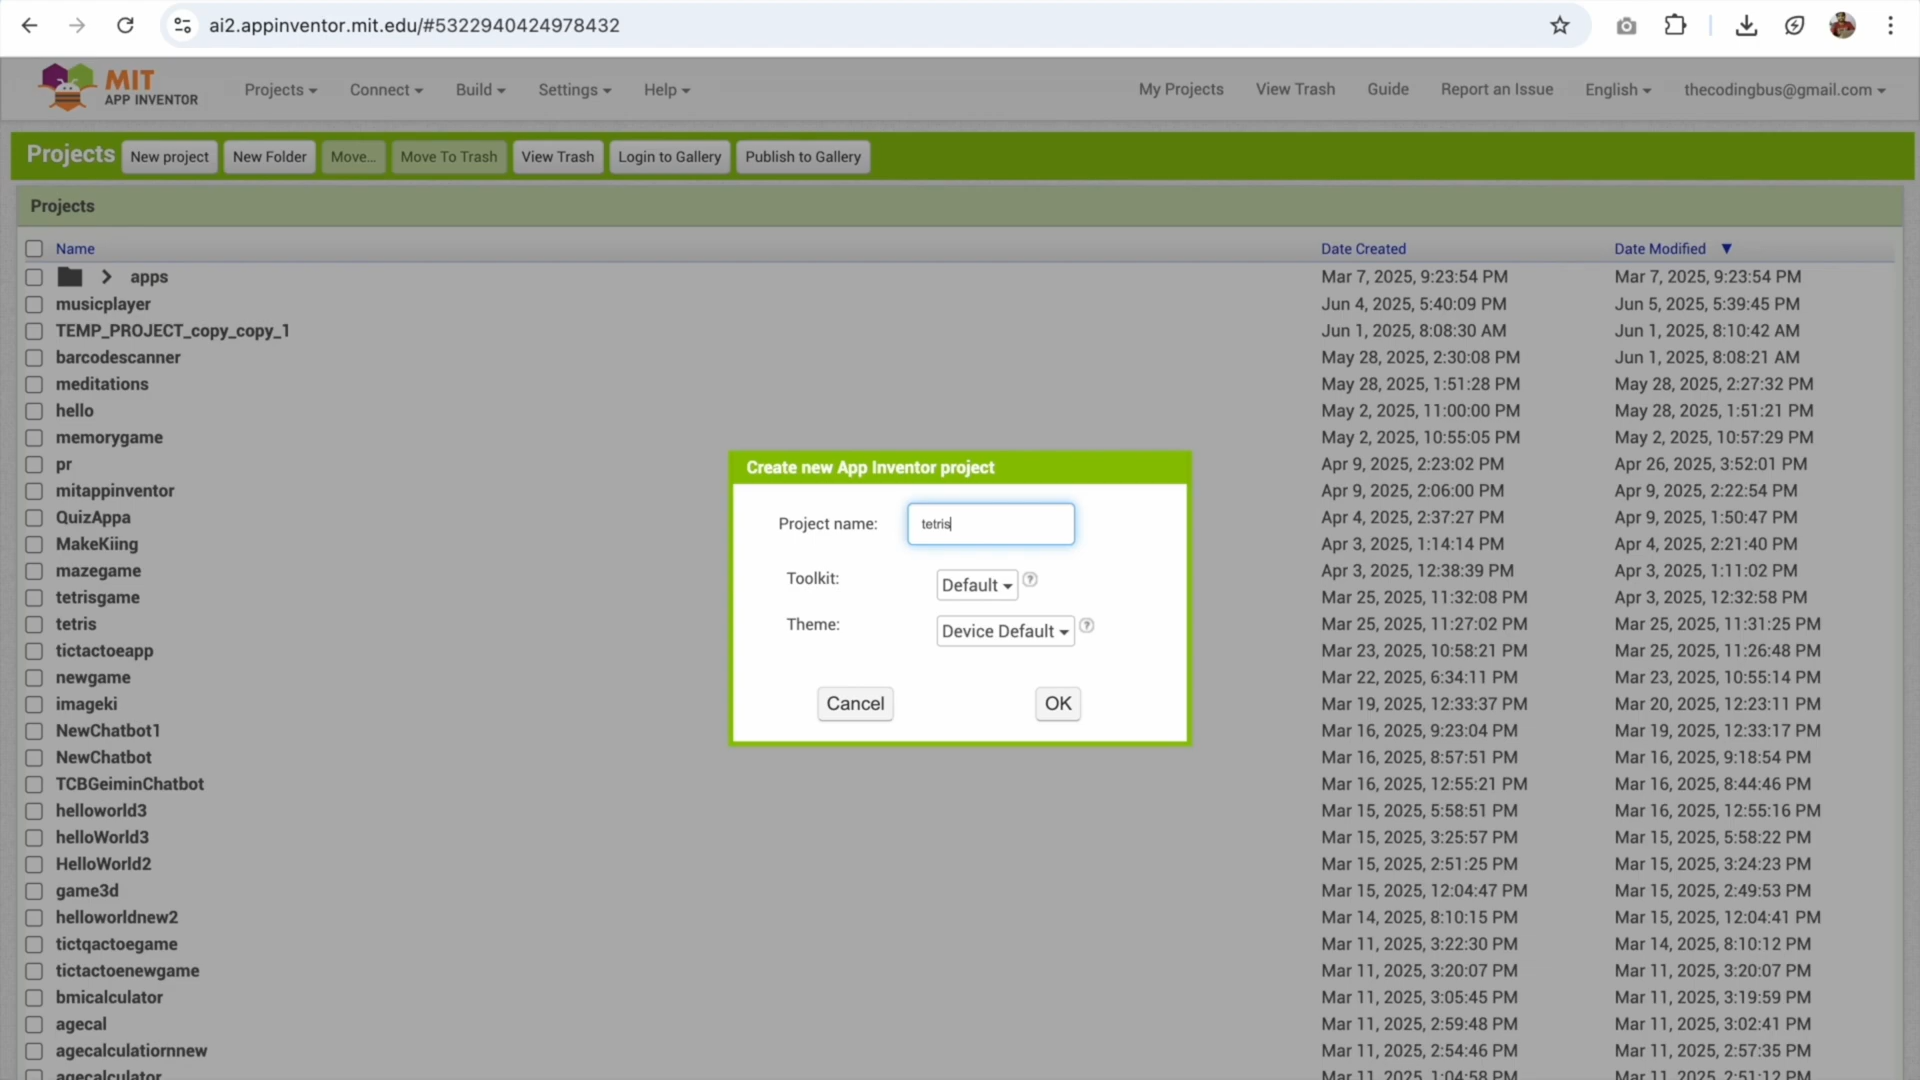 ai2.appinventor.mit.edu/#5322940424978432
MIT
APP INVENTOR
Projects Connect Build Settings Help My Projects View Trash Guide Report an Issue English thecodingbus@gmail.com
Projects New project New Folder Move... Move To Trash View Trash Login to Gallery Publish to Gallery
Projects
Name Date Created Date Modified ▼
apps Mar 7, 2025, 9:23:54 PM Mar 7, 2025, 9:23:54 PM
musicplayer Jun 4, 2025, 5:40:09 PM Jun 5, 2025, 5:39:45 PM
TEMP_PROJECT_copy_copy_1 Jun 1, 2025, 8:08:30 AM Jun 1, 2025, 8:10:42 AM
barcodescanner May 28, 2025, 2:30:08 PM Jun 1, 2025, 8:08:21 AM
meditations May 28, 2025, 1:51:28 PM May 28, 2025, 2:27:32 PM
hello May 2, 2025, 11:00:00 PM May 28, 2025, 1:51:21 PM
memorygame May 2, 2025, 10:55:05 PM May 2, 2025, 10:57:29 PM
pr Apr 9, 2025, 2:23:02 PM Apr 26, 2025, 3:52:01 PM
mitappinventor Apr 9, 2025, 2:06:00 PM Apr 9, 2025, 2:22:54 PM
QuizAppa Apr 4, 2025, 2:37:27 PM Apr 9, 2025, 1:50:47 PM
MakeKiing Apr 3, 2025, 1:14:14 PM Apr 4, 2025, 2:21:40 PM
mazegame Apr 3, 2025, 12:38:39 PM Apr 3, 2025, 1:11:02 PM
tetrisgame Mar 25, 2025, 11:32:08 PM Apr 3, 2025, 12:32:58 PM
tetris Mar 25, 2025, 11:27:02 PM Mar 25, 2025, 11:31:25 PM
tictactoeapp Mar 23, 2025, 10:58:21 PM Mar 25, 2025, 11:26:48 PM
newgame Mar 22, 2025, 6:34:11 PM Mar 23, 2025, 10:55:14 PM
imageki Mar 19, 2025, 12:33:37 PM Mar 20, 2025, 12:23:11 PM
NewChatbot1 Mar 16, 2025, 9:23:04 PM Mar 19, 2025, 12:33:17 PM
NewChatbot Mar 16, 2025, 8:57:51 PM Mar 16, 2025, 9:18:54 PM
TCBGeiminChatbot Mar 16, 2025, 12:55:21 PM Mar 16, 2025, 8:44:46 PM
helloworld3 Mar 15, 2025, 5:58:51 PM Mar 16, 2025, 12:55:16 PM
helloWorld3 Mar 15, 2025, 3:25:57 PM Mar 15, 2025, 5:58:22 PM
HelloWorld2 Mar 15, 2025, 2:51:25 PM Mar 15, 2025, 3:24:23 PM
game3d Mar 15, 2025, 12:04:47 PM Mar 15, 2025, 2:49:53 PM
helloworldnew2 Mar 14, 2025, 8:10:15 PM Mar 15, 2025, 12:04:41 PM
tictqactoegame Mar 11, 2025, 3:22:30 PM Mar 14, 2025, 8:10:12 PM
tictactoenewgame Mar 11, 2025, 3:20:07 PM Mar 11, 2025, 3:20:07 PM
bmicalculator Mar 11, 2025, 3:05:45 PM Mar 11, 2025, 3:19:59 PM
agecal Mar 11, 2025, 2:59:48 PM Mar 11, 2025, 3:02:41 PM
agecalculatiornnew Mar 11, 2025, 2:54:46 PM Mar 11, 2025, 2:57:35 PM
agecalculator Mar 11, 2025, 1:04:58 PM Mar 11, 2025, 2:51:12 PM
Create new App Inventor project
Project name: tetris
Toolkit: Default ?
Theme: Device Default ?
Cancel OK